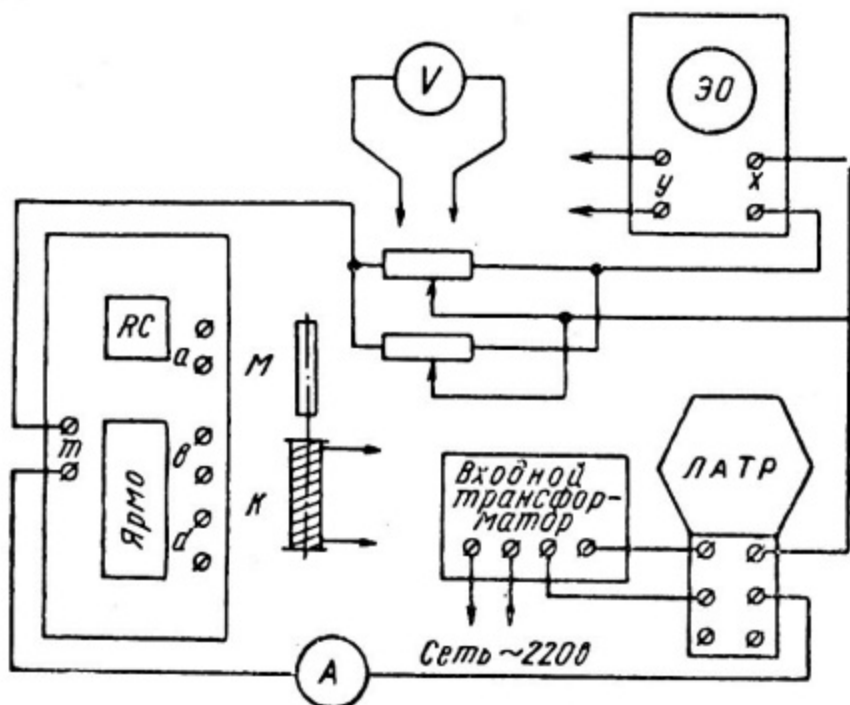 V
ЭО
у
х
RC
а
М
т
в
Ярмо
К
d
Входной
трансфор-
матор
ЛАТР
Сеть ~220в
А